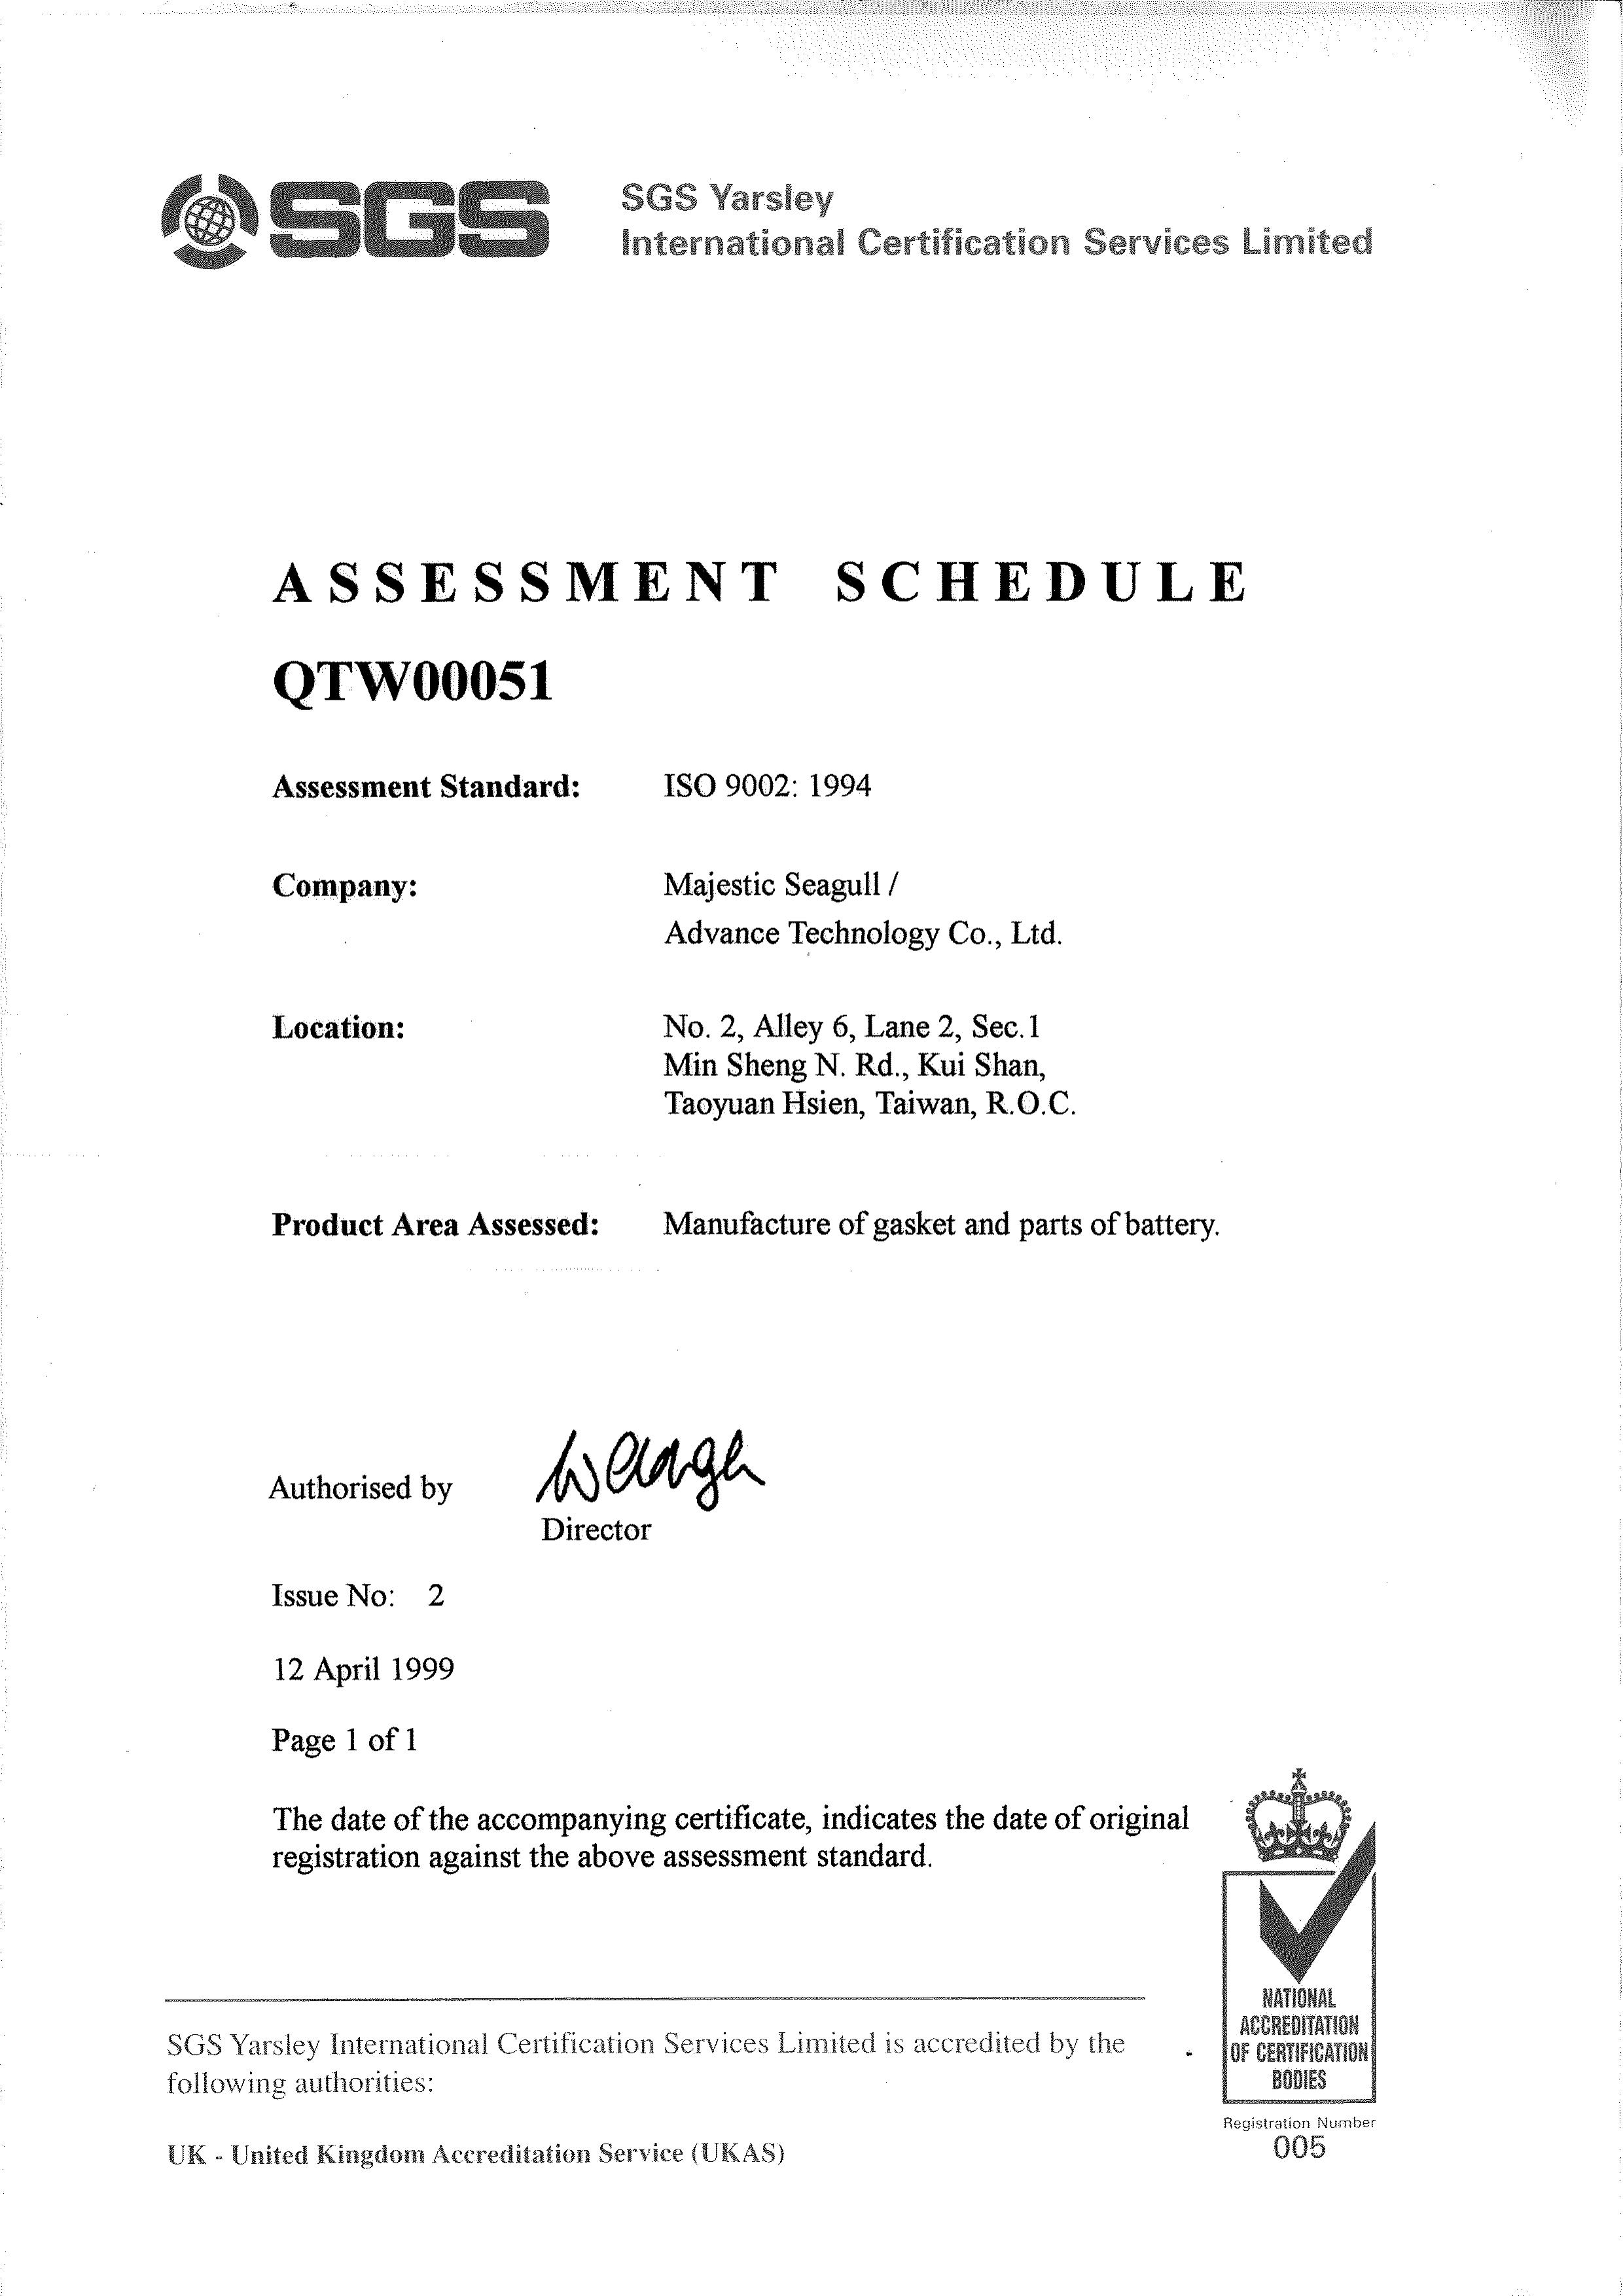 SGS
SGS Yarsley
International Certification Services Limited
ASSESSMENT SCHEDULE
QTW00051
Assessment Standard: ISO 9002: 1994
Company: Majestic Seagull /
Advance Technology Co., Ltd.
Location: No. 2, Alley 6, Lane 2, Sec.1
Min Sheng N. Rd., Kui Shan,
Taoyuan Hsien, Taiwan, R.O.C.
Product Area Assessed: Manufacture of gasket and parts of battery.
Authorised by
Director
Issue No: 2
12 April 1999
Page 1 of 1
The date of the accompanying certificate, indicates the date of original
registration against the above assessment standard.
NATIONAL
ACCREDITATION
OF CERTIFICATION
BODIES
Registration Number
005
SGS Yarsley International Certification Services Limited is accredited by the
following authorities:
UK - United Kingdom Accreditation Service (UKAS)